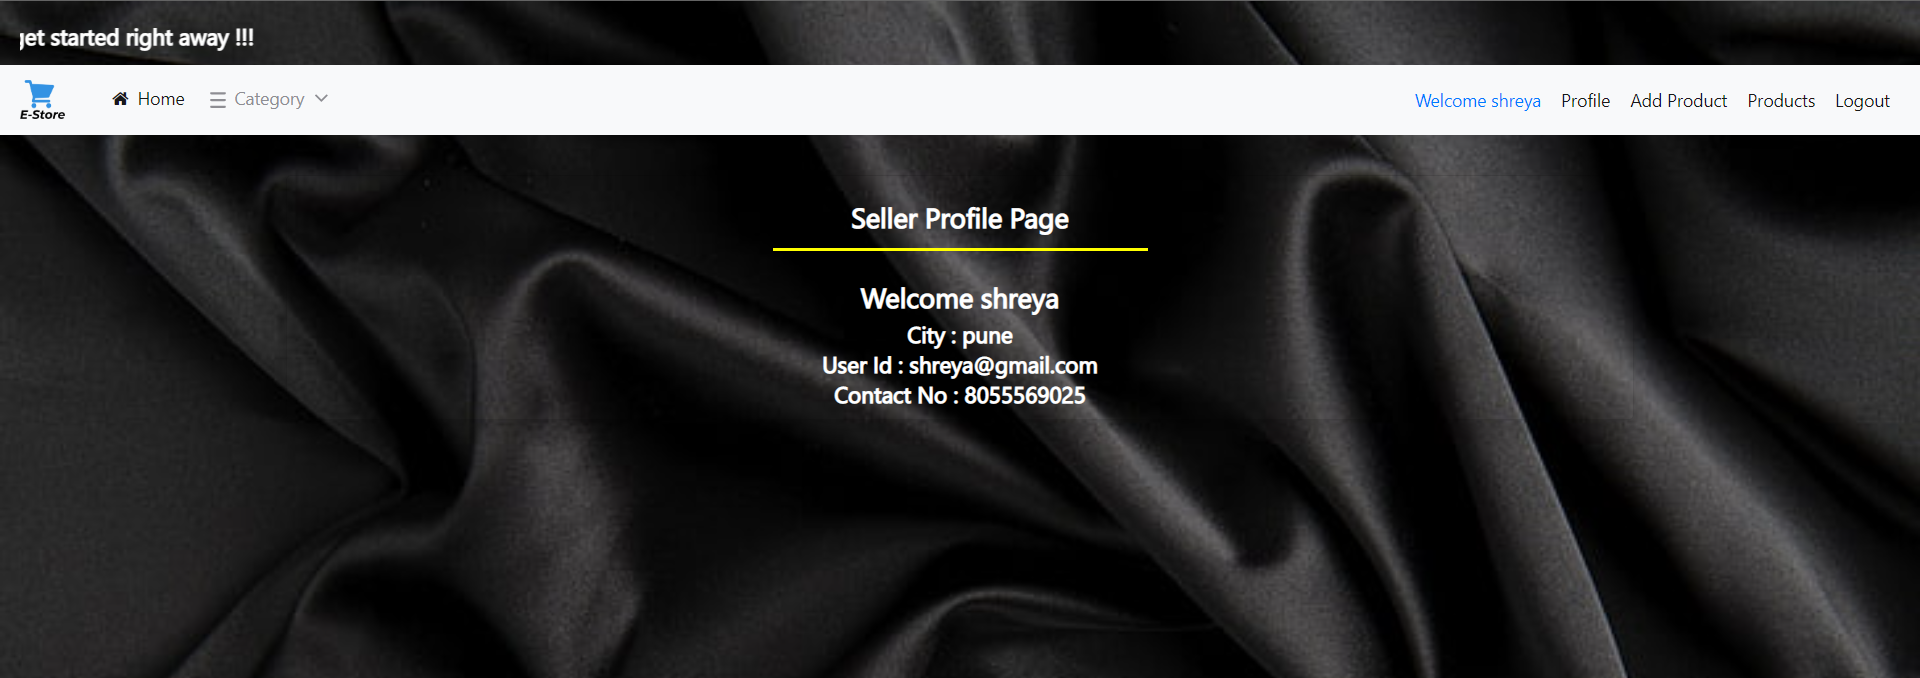 get started right away !!!
E-Store
Home Category Welcome shreya Profile Add Product Products Logout
Seller Profile Page
Welcome shreya
City : pune
User Id : shreya@gmail.com
Contact No : 8055569025